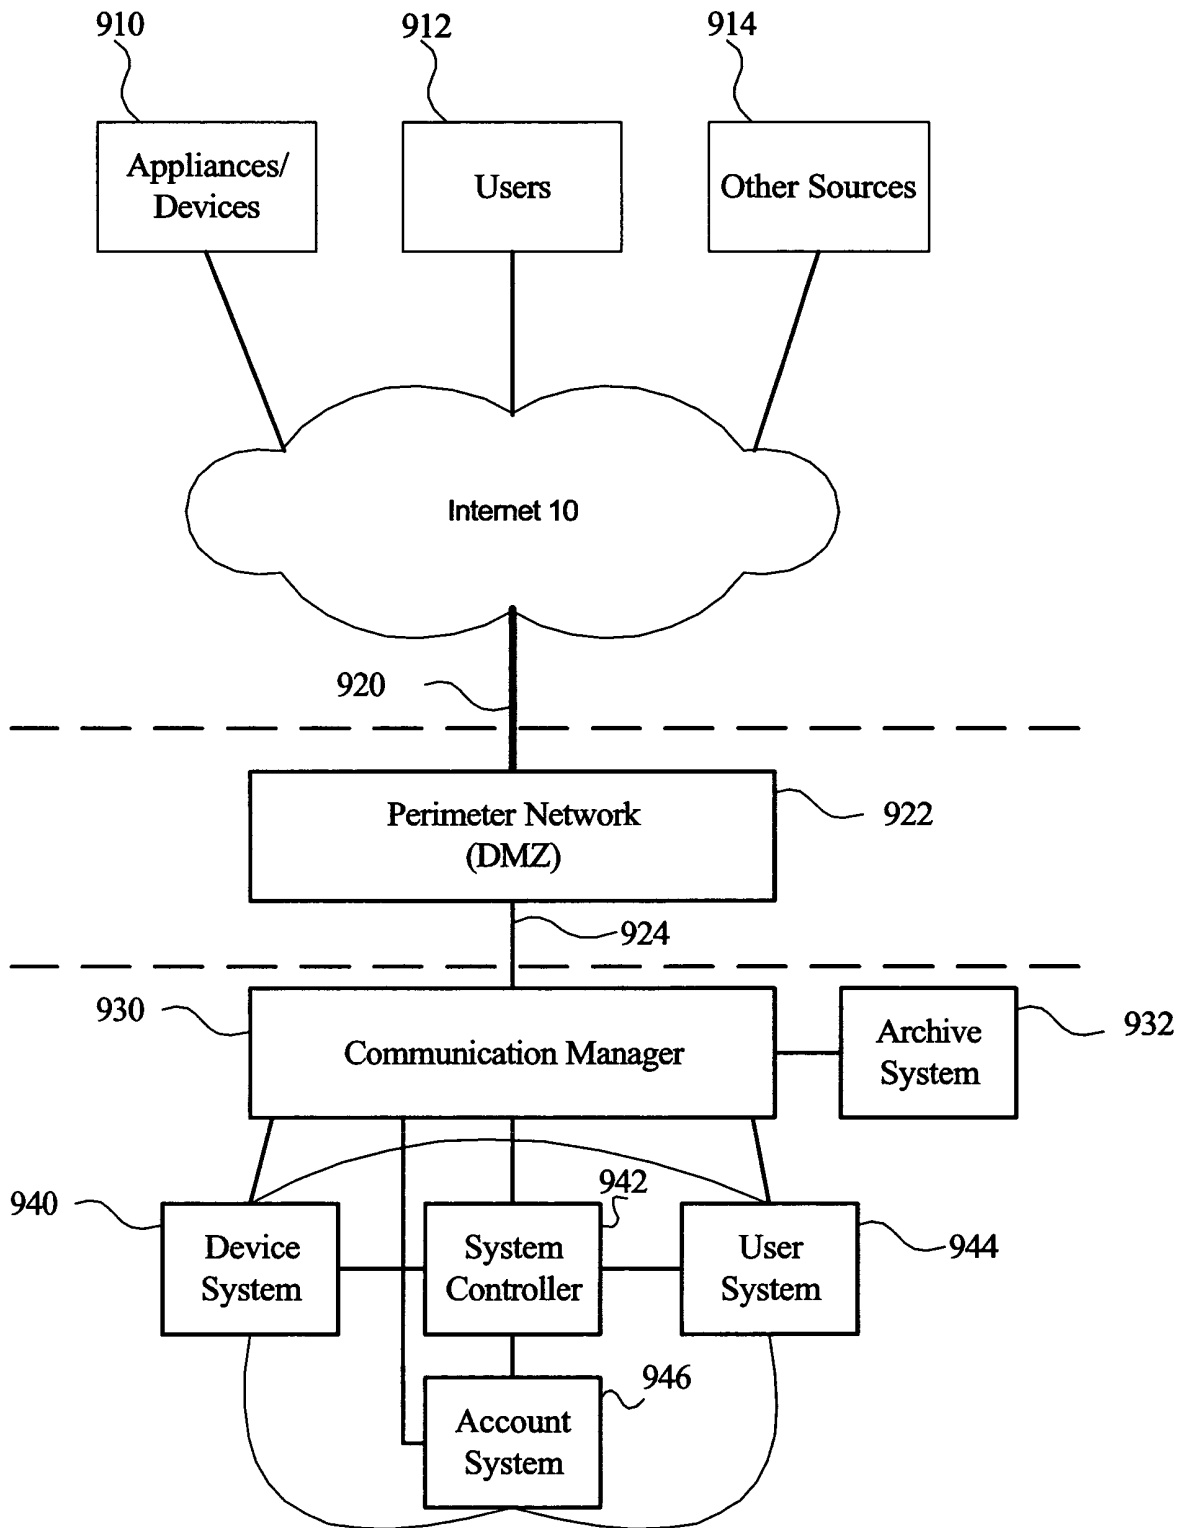 910
912
914
Appliances/
Devices
Users
Other Sources
Internet 10
920
Perimeter Network
(DMZ)
922
924
930
Communication Manager
Archive
System
932
940
Device
System
942
System
Controller
User
System
944
946
Account
System